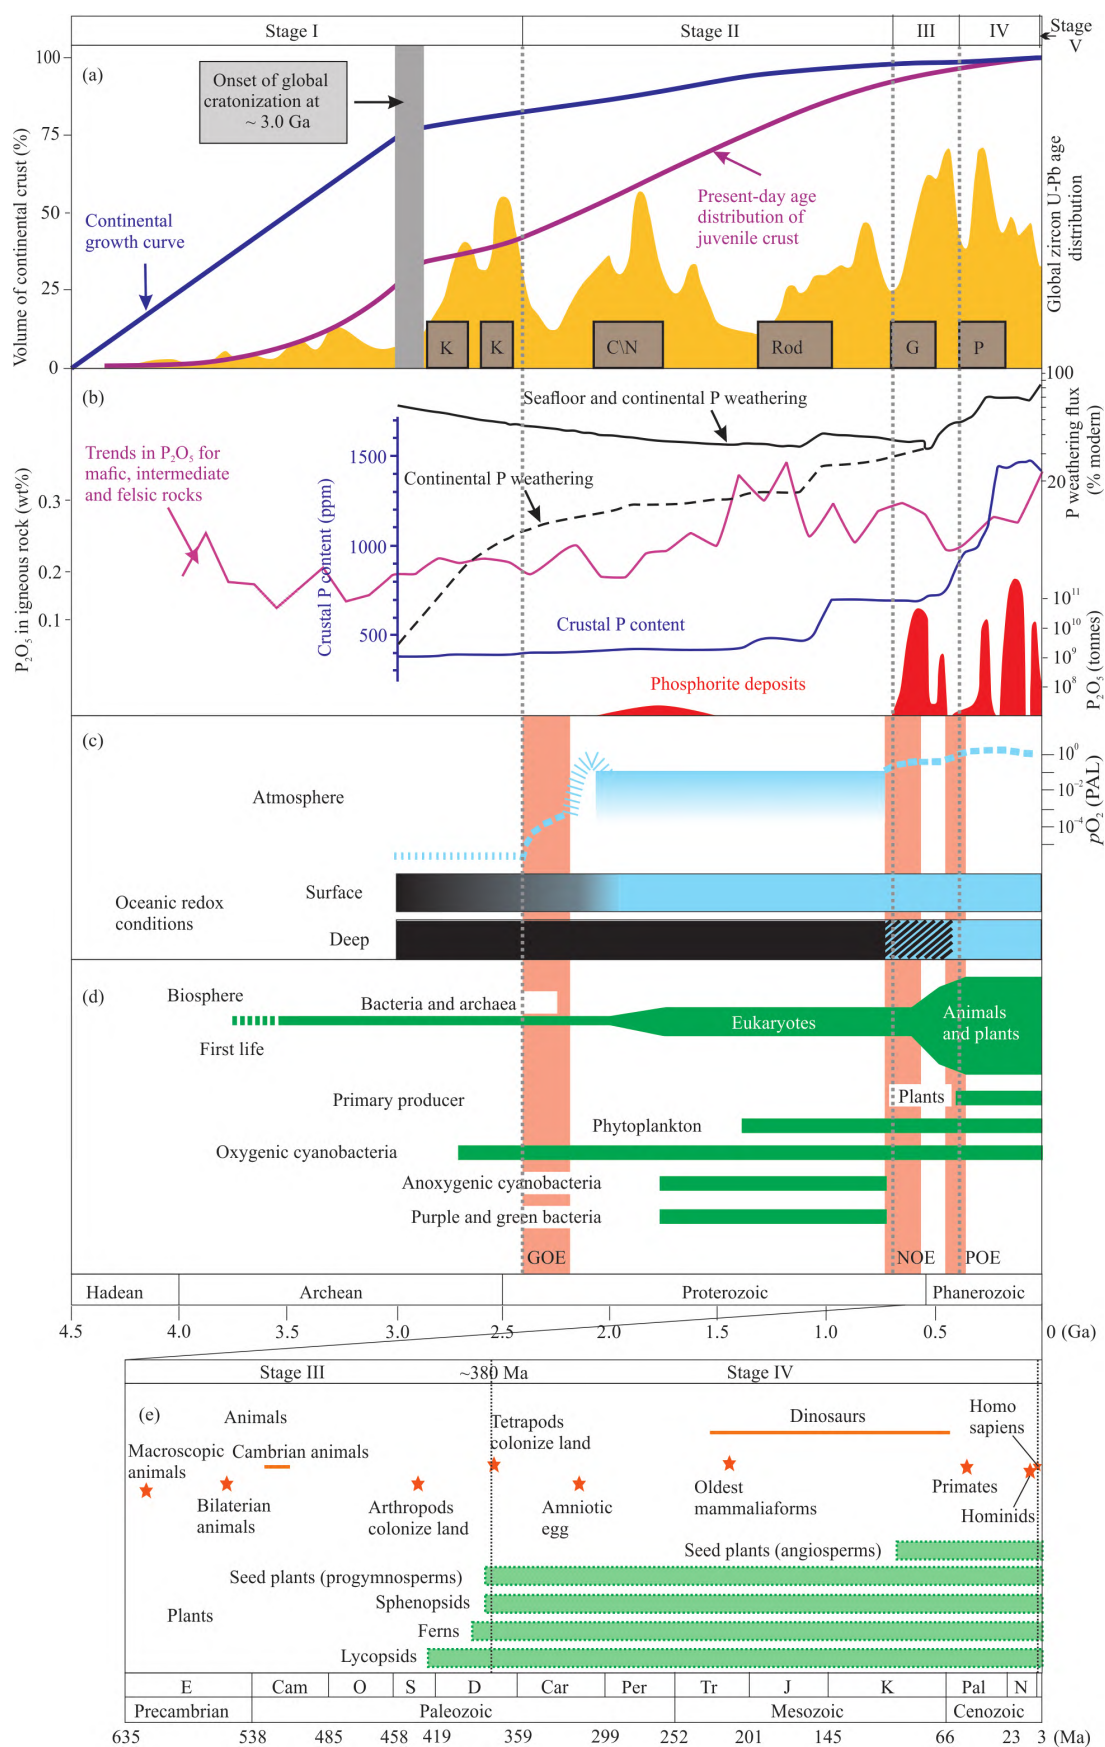 Stage I
Stage II
III
IV
Stage
V
(a)
100
75
50
25
0
Volume of continental crust (%)
Onset of global
cratonization at
~ 3.0 Ga
Continental
growth curve
Present-day age
distribution of
juvenile crust
Global zircon U-Pb age
distribution
K
K
C\N
Rod
G
P
(b)
Seafloor and continental P weathering
Continental P weathering
Trends in P₂O₅ for
mafic, intermediate
and felsic rocks
Crustal P content
Phosphorite deposits
P₂O₅ in igneous rock (wt%)
0.3
0.2
0.1
Crustal P content (ppm)
1500
1000
500
100
20
P weathering flux
(% modern)
10¹¹
10¹⁰
10⁹
10⁸
P₂O₅ (tonnes)
(c)
Atmosphere
10⁰
10⁻²
10⁻⁴
pO₂ (PAL)
Oceanic redox
conditions
Surface
Deep
(d)
Biosphere
First life
Bacteria and archaea
Eukaryotes
Animals
and plants
Primary producer
Plants
Phytoplankton
Oxygenic cyanobacteria
Anoxygenic cyanobacteria
Purple and green bacteria
GOE
NOE
POE
Hadean
Archean
Proterozoic
Phanerozoic
4.5 4.0 3.5 3.0 2.5 2.0 1.5 1.0 0.5 0 (Ga)
Stage III
~380 Ma
Stage IV
(e)
Animals
Macroscopic
animals
Cambrian animals
Bilaterian
animals
Arthropods
colonize land
Tetrapods
colonize land
Amniotic
egg
Dinosaurs
Oldest
mammaliaforms
Homo
sapiens
Primates
Hominids
Seed plants (angiosperms)
Seed plants (progymnosperms)
Sphenopsids
Plants
Ferns
Lycopsids
E Cam O S D Car Per Tr J K Pal N
Precambrian Paleozoic Mesozoic Cenozoic
635 538 485 458 419 359 299 252 201 145 66 23 3 (Ma)